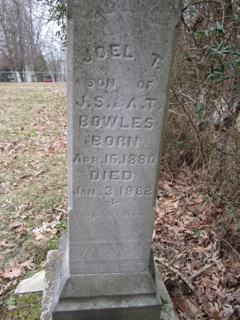 JOEL T.
SON OF
J.S. & A.T.
BOWLES
BORN
APR. 16. 1880
DIED
JAN. 3. 1882